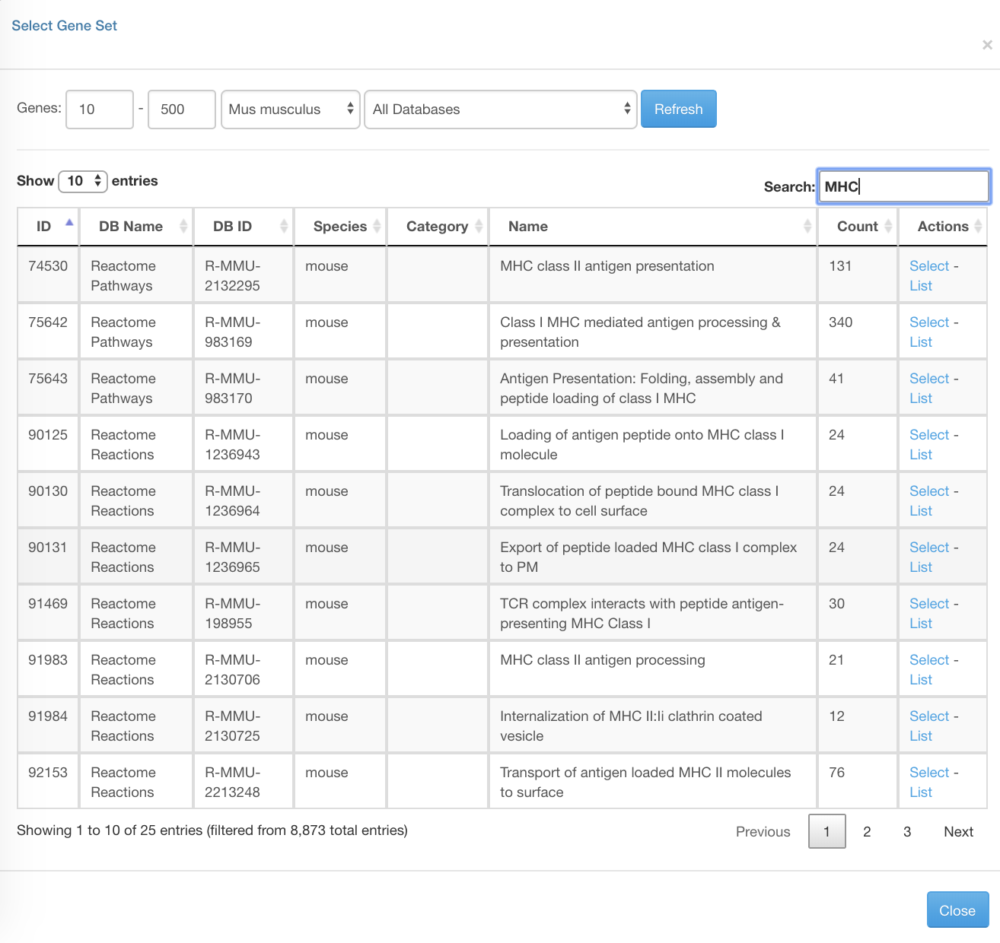 Select Gene Set
×
Genes: 10 - 500 Mus musculus All Databases Refresh
Show 10 entries
Search: MHC
ID DB Name DB ID Species Category Name Count Actions
74530 Reactome R-MMU- mouse MHC class II antigen presentation 131 Select -
Pathways 2132295 List
75642 Reactome R-MMU- mouse Class I MHC mediated antigen processing & 340 Select -
Pathways 983169 presentation List
75643 Reactome R-MMU- mouse Antigen Presentation: Folding, assembly and 41 Select -
Pathways 983170 peptide loading of class I MHC List
90125 Reactome R-MMU- mouse Loading of antigen peptide onto MHC class I 24 Select -
Reactions 1236943 molecule List
90130 Reactome R-MMU- mouse Translocation of peptide bound MHC class I 24 Select -
Reactions 1236964 complex to cell surface List
90131 Reactome R-MMU- mouse Export of peptide loaded MHC class I complex 24 Select -
Reactions 1236965 to PM List
91469 Reactome R-MMU- mouse TCR complex interacts with peptide antigen- 30 Select -
Reactions 198955 presenting MHC Class I List
91983 Reactome R-MMU- mouse MHC class II antigen processing 21 Select -
Reactions 2130706 List
91984 Reactome R-MMU- mouse Internalization of MHC II:Ii clathrin coated 12 Select -
Reactions 2130725 vesicle List
92153 Reactome R-MMU- mouse Transport of antigen loaded MHC II molecules 76 Select -
Reactions 2213248 to surface List
Showing 1 to 10 of 25 entries (filtered from 8,873 total entries)
Previous 1 2 3 Next
Close